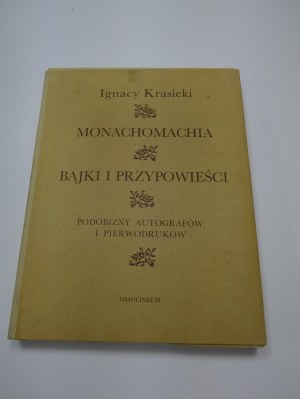 Ignacy Krasicki
MONACHOMACHIA
BAJKI I PRZYPOWIEŚCI
PODOBIZNY AUTOGRAFÓW
I PIERWODRUKÓW
OSSOLINEUM